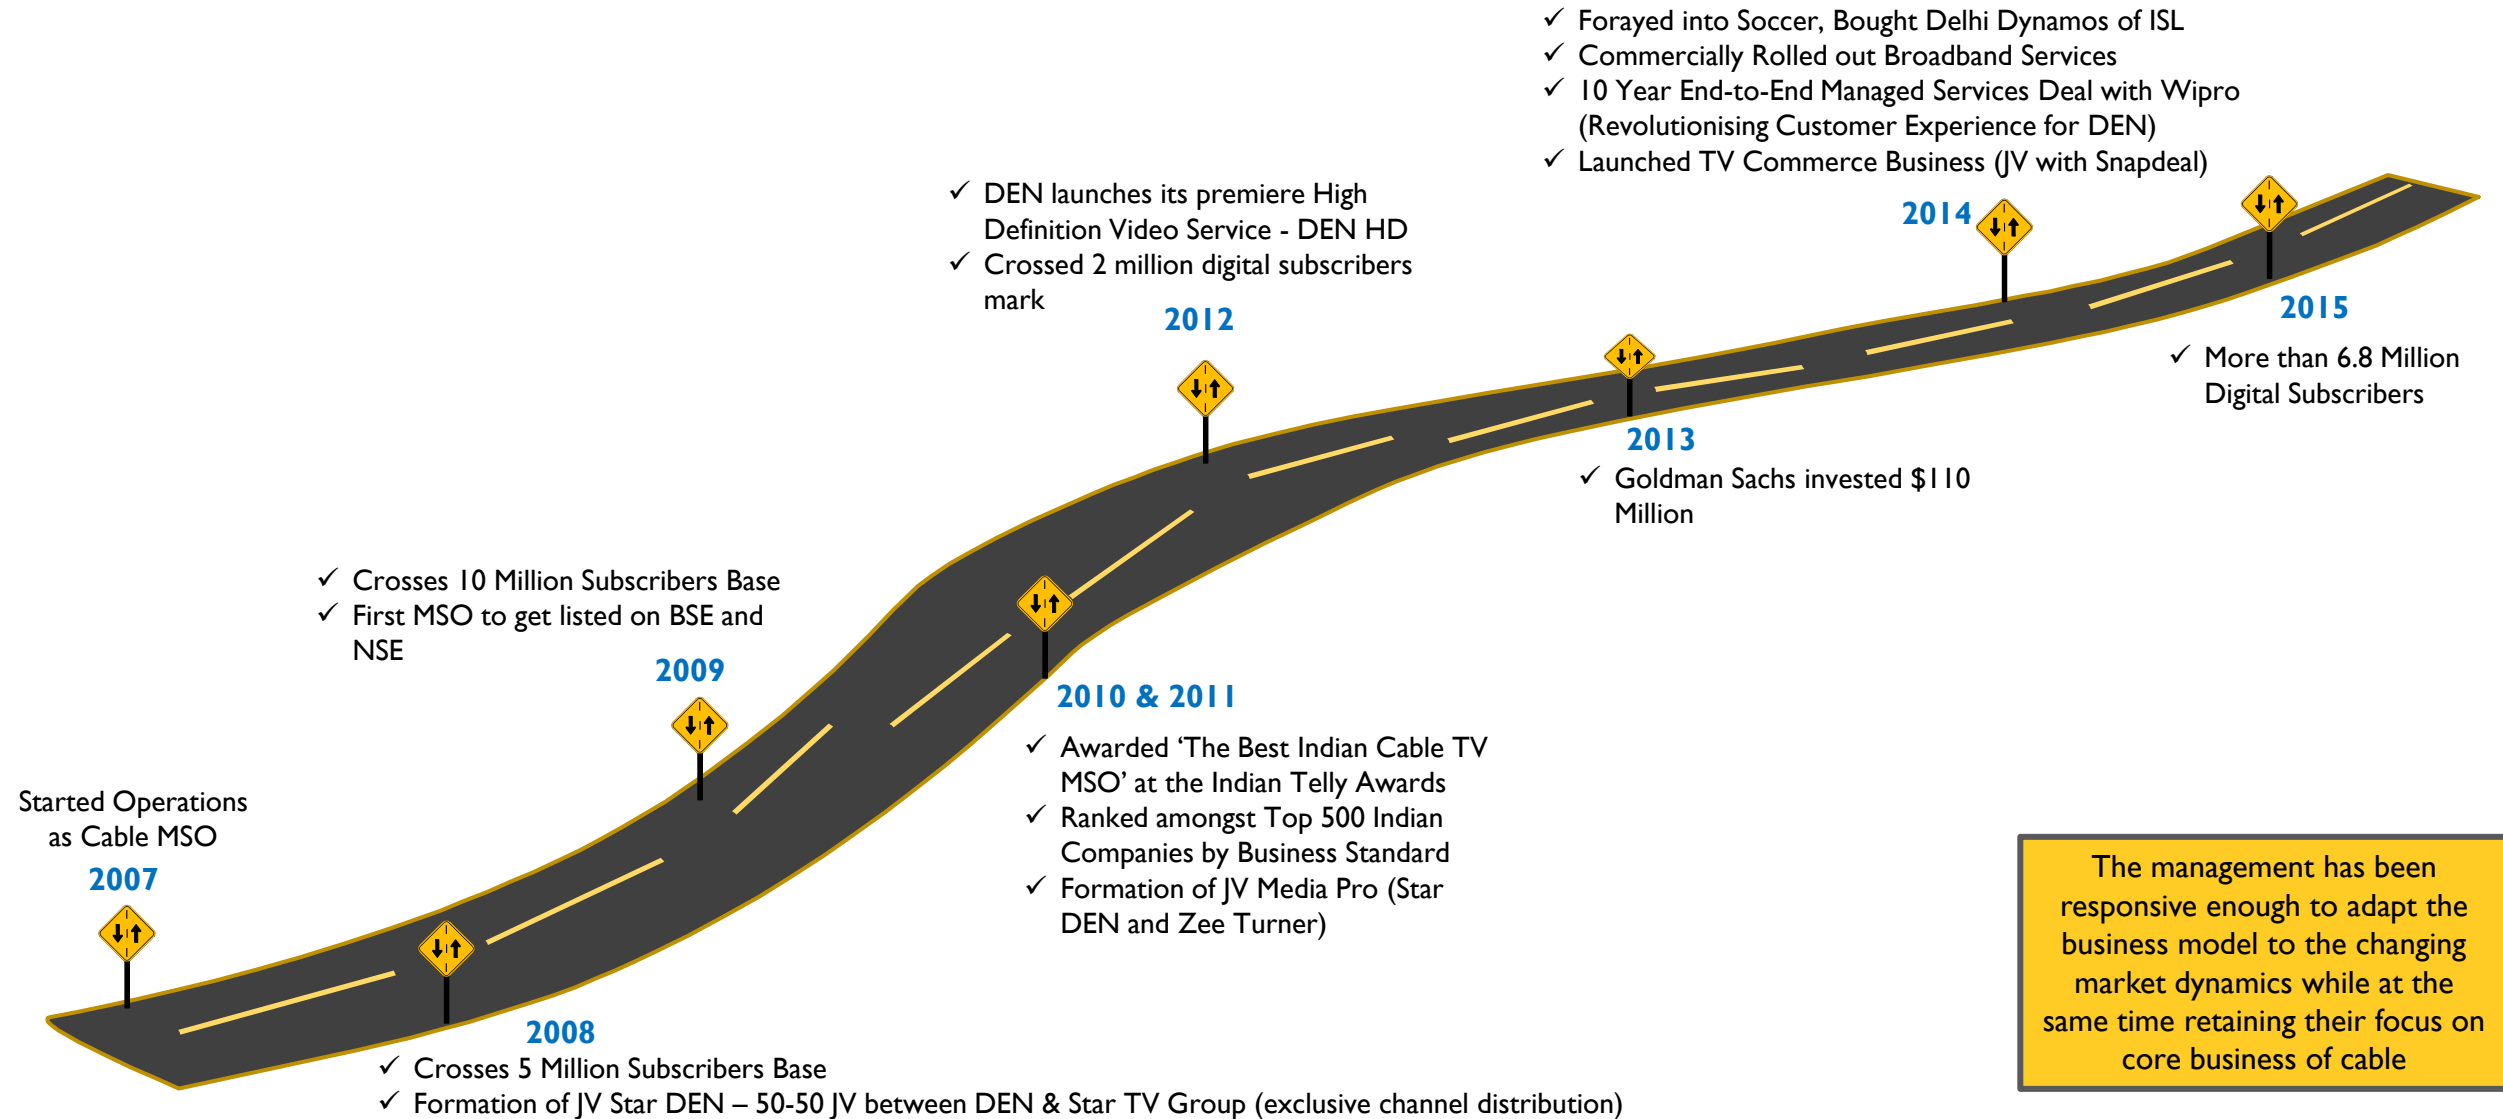 Started Operations
as Cable MSO
2007
2008
✓ Crosses 5 Million Subscribers Base
✓ Formation of JV Star DEN – 50-50 JV between DEN & Star TV Group (exclusive channel distribution)
✓ Crosses 10 Million Subscribers Base
✓ First MSO to get listed on BSE and
NSE
2009
2010 & 2011
✓ Awarded ‘The Best Indian Cable TV
MSO’ at the Indian Telly Awards
✓ Ranked amongst Top 500 Indian
Companies by Business Standard
✓ Formation of JV Media Pro (Star
DEN and Zee Turner)
✓ DEN launches its premiere High
Definition Video Service - DEN HD
✓ Crossed 2 million digital subscribers
mark
2012
2013
✓ Goldman Sachs invested $110
Million
✓ Forayed into Soccer, Bought Delhi Dynamos of ISL
✓ Commercially Rolled out Broadband Services
✓ 10 Year End-to-End Managed Services Deal with Wipro
(Revolutionising Customer Experience for DEN)
✓ Launched TV Commerce Business (JV with Snapdeal)
2014
2015
✓ More than 6.8 Million
Digital Subscribers
The management has been
responsive enough to adapt the
business model to the changing
market dynamics while at the
same time retaining their focus on
core business of cable